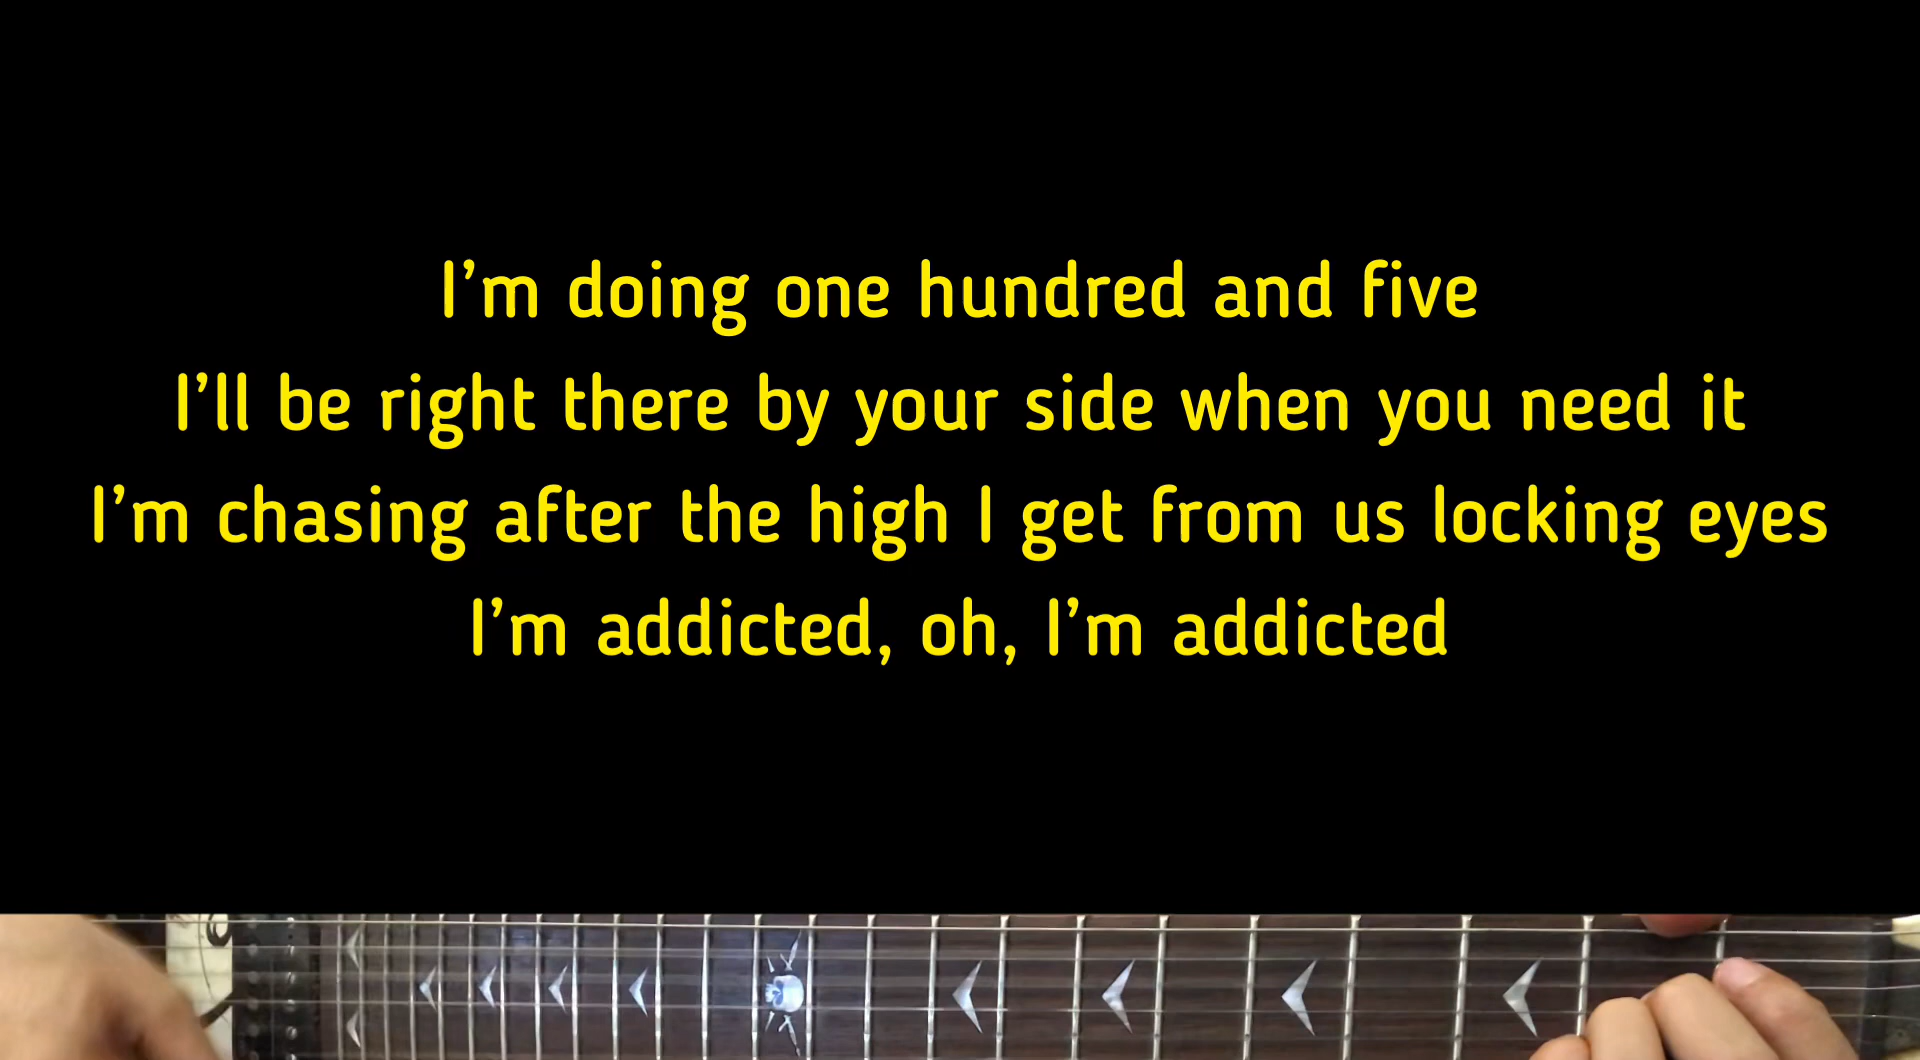 I’m doing one hundred and five
I’ll be right there by your side when you need it
I’m chasing after the high I get from us locking eyes
I’m addicted, oh, I’m addicted